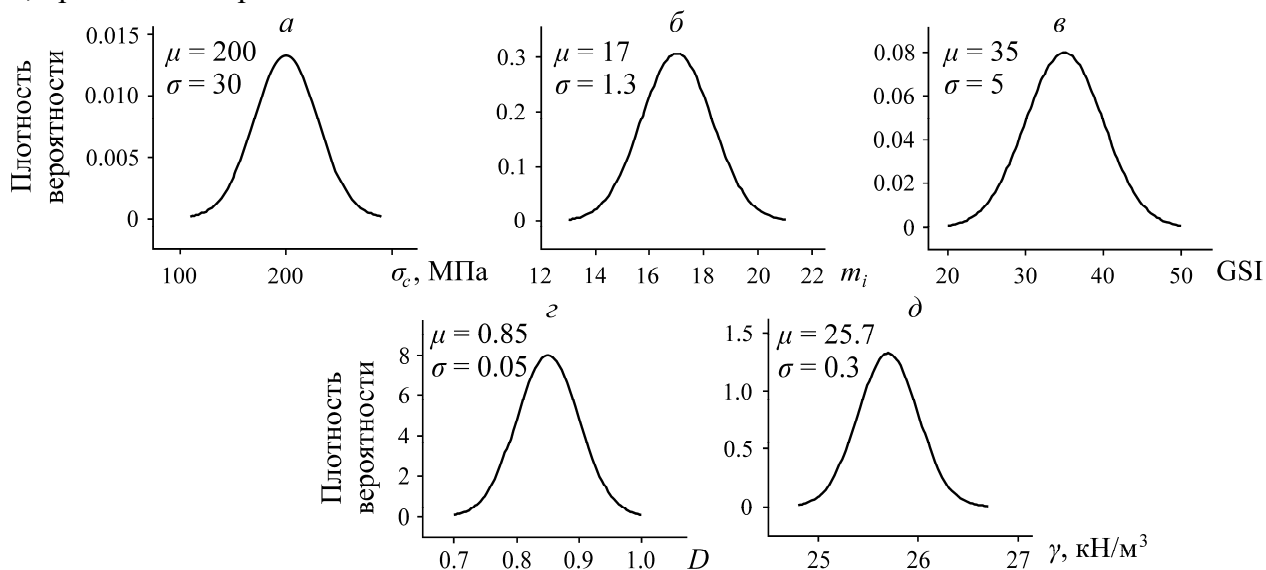 а
Плотность
вероятности
μ = 200
σ = 30
0.015
0.010
0.005
0
100 200 σc, МПа
б
μ = 17
σ = 1.3
0.3
0.2
0.1
0
12 14 16 18 20 22 mi
в
μ = 35
σ = 5
0.08
0.06
0.04
0.02
0
20 30 40 50 GSI
г
Плотность
вероятности
μ = 0.85
σ = 0.05
8
6
4
2
0
0.7 0.8 0.9 1.0 D
д
μ = 25.7
σ = 0.3
1.5
1.0
0.5
0
25 26 27 γ, кН/м³